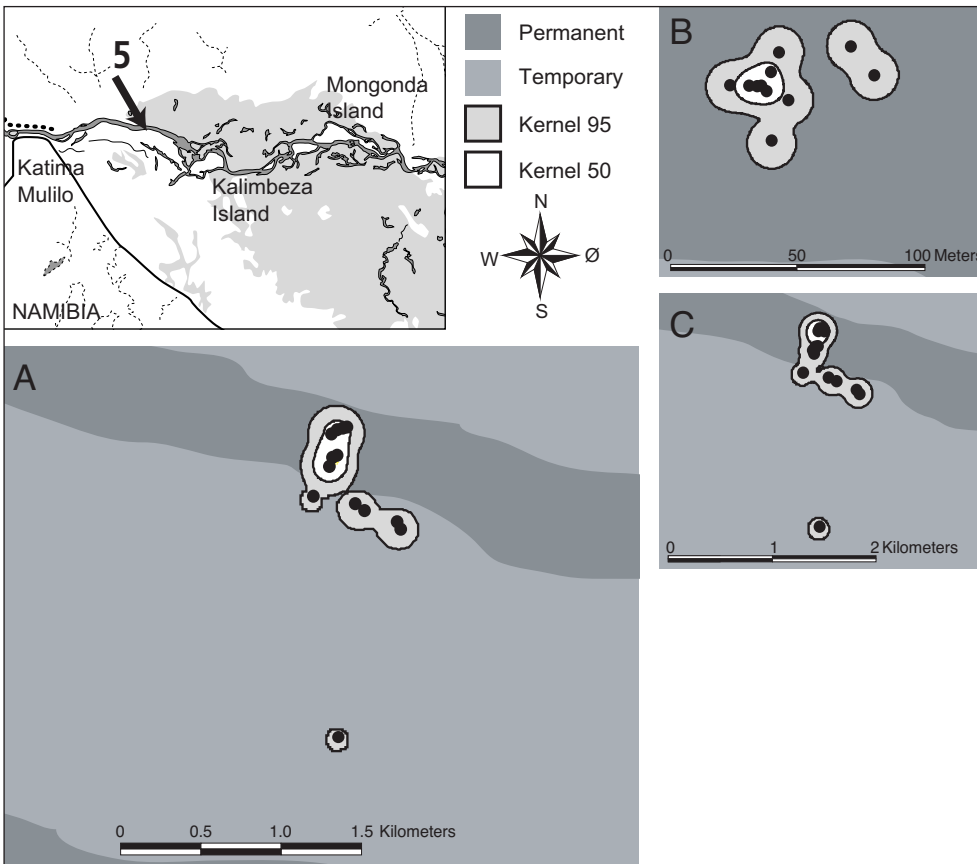 5
Mongonda
Island
Katima
Mulilo
Kalimbeza
Island
NAMIBIA
Permanent
Temporary
Kernel 95
Kernel 50
N
W
Ø
S
B
0 50 100 Meters
C
0 1 2 Kilometers
A
0 0.5 1.0 1.5 Kilometers